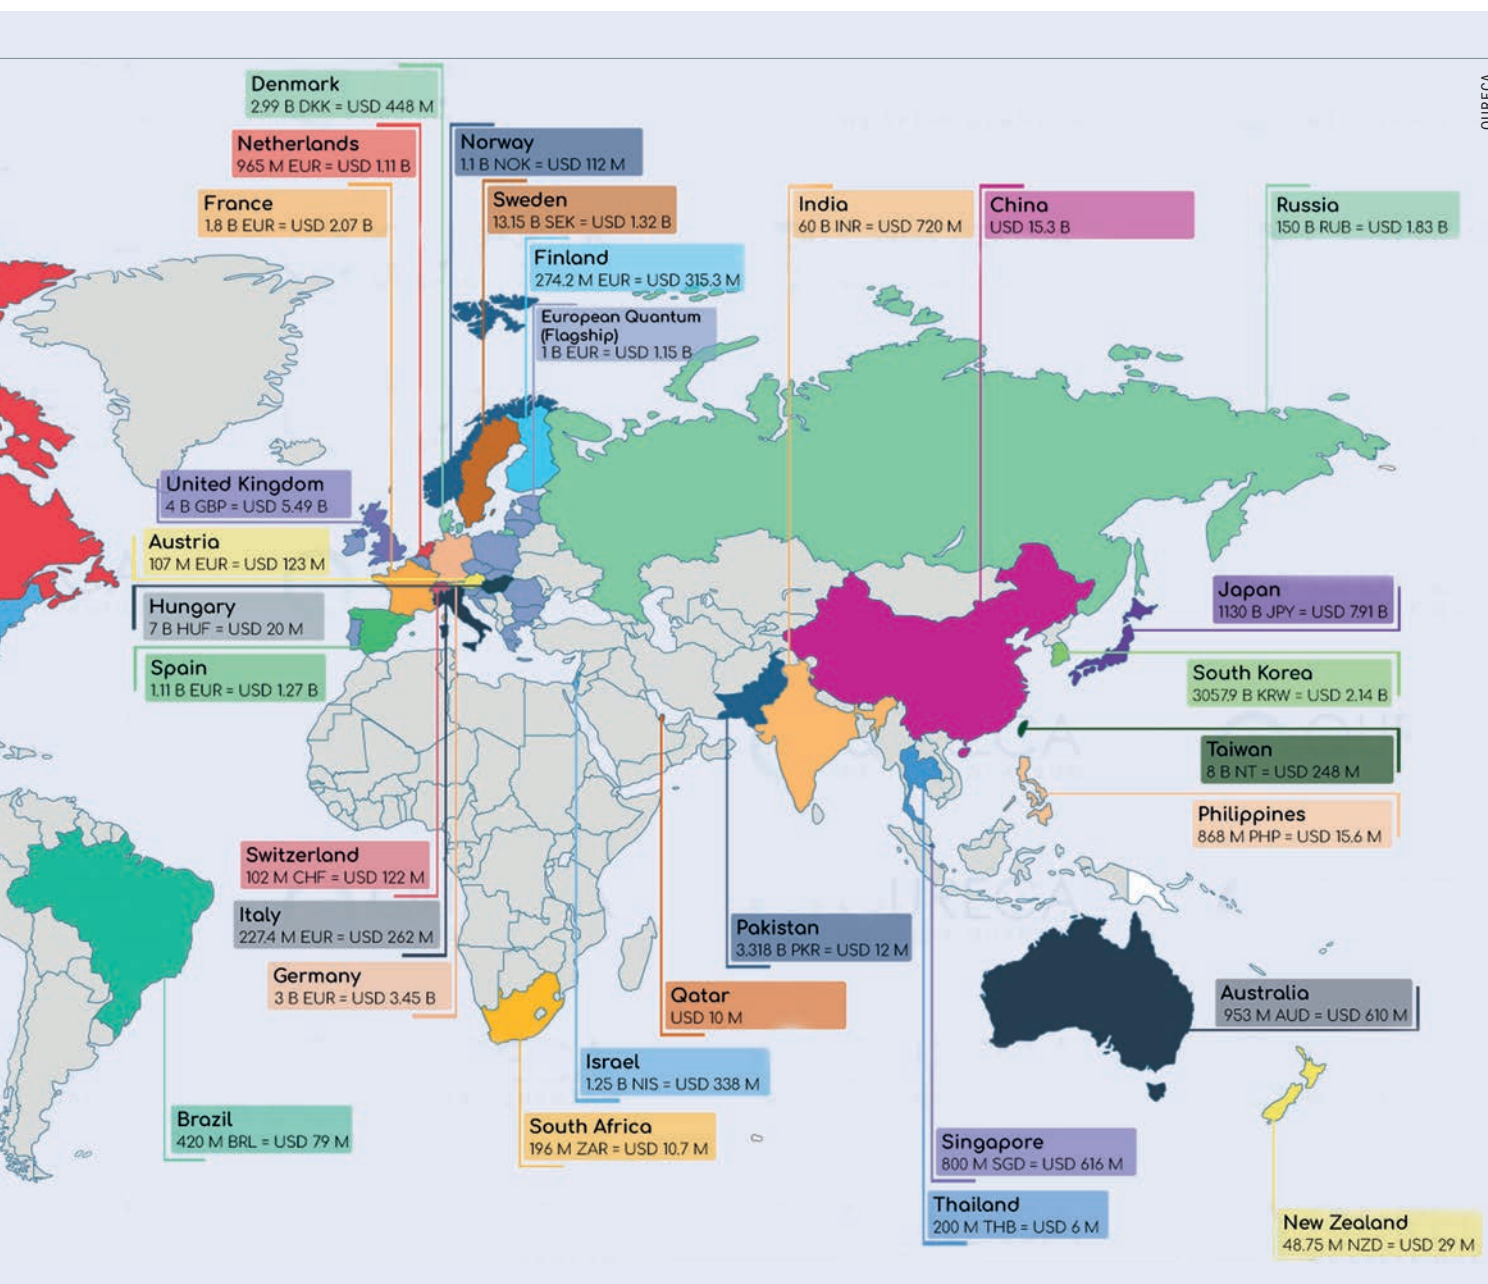 QURECA
Denmark
2.99 B DKK = USD 448 M
Netherlands
965 M EUR = USD 1.11 B
Norway
1.1 B NOK = USD 112 M
France
1.8 B EUR = USD 2.07 B
Sweden
13.15 B SEK = USD 1.32 B
India
60 B INR = USD 720 M
China
USD 15.3 B
Russia
150 B RUB = USD 1.83 B
Finland
274.2 M EUR = USD 315.3 M
European Quantum
(Flagship)
1 B EUR = USD 1.15 B
United Kingdom
4 B GBP = USD 5.49 B
Austria
107 M EUR = USD 123 M
Hungary
7 B HUF = USD 20 M
Spain
1.11 B EUR = USD 1.27 B
Japan
1130 B JPY = USD 7.91 B
South Korea
3057.9 B KRW = USD 2.14 B
Taiwan
8 B NT = USD 248 M
Philippines
868 M PHP = USD 15.6 M
Switzerland
102 M CHF = USD 122 M
Italy
227.4 M EUR = USD 262 M
Germany
3 B EUR = USD 3.45 B
Pakistan
3.318 B PKR = USD 12 M
Qatar
USD 10 M
Australia
953 M AUD = USD 610 M
Israel
1.25 B NIS = USD 338 M
Brazil
420 M BRL = USD 79 M
South Africa
196 M ZAR = USD 10.7 M
Singapore
800 M SGD = USD 616 M
Thailand
200 M THB = USD 6 M
New Zealand
48.75 M NZD = USD 29 M